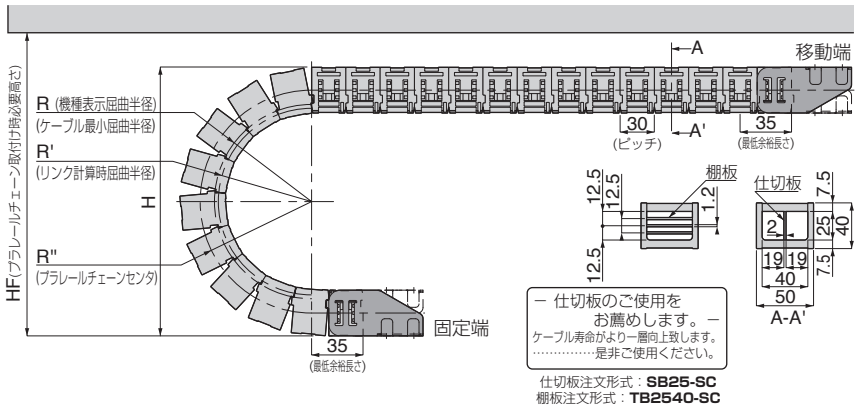 HF(プラレールチェーン取付け時必要高さ)
H
R (機種表示屈曲半径)
(ケーブル最小屈曲半径)
R'
(リンク計算時屈曲半径)
R"
(プラレールチェーンセンタ)
A
移動端
30
(ピッチ)
A'
35
(最低余裕長さ)
固定端
35
(最低余裕長さ)
12.5
12.5
12.5
棚板
1.2
仕切板
2
19
19
40
50
7.5
25
40
7.5
A-A'
− 仕切板のご使用を
お薦めします。−
ケーブル寿命がより一層向上致します。
……………是非ご使用ください。
仕切板注文形式：SB25-SC
棚板注文形式：TB2540-SC